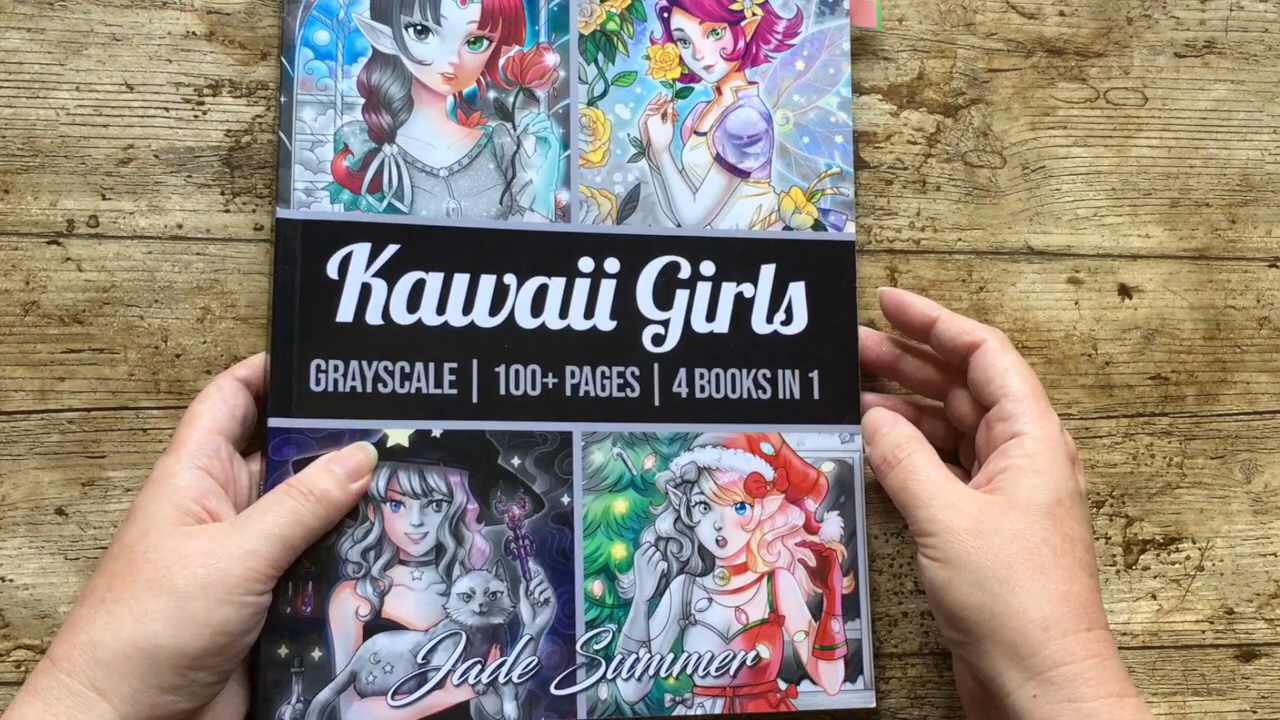 Kawaii Girls
GRAYSCALE | 100+ PAGES | 4 BOOKS IN 1
Jade Summer